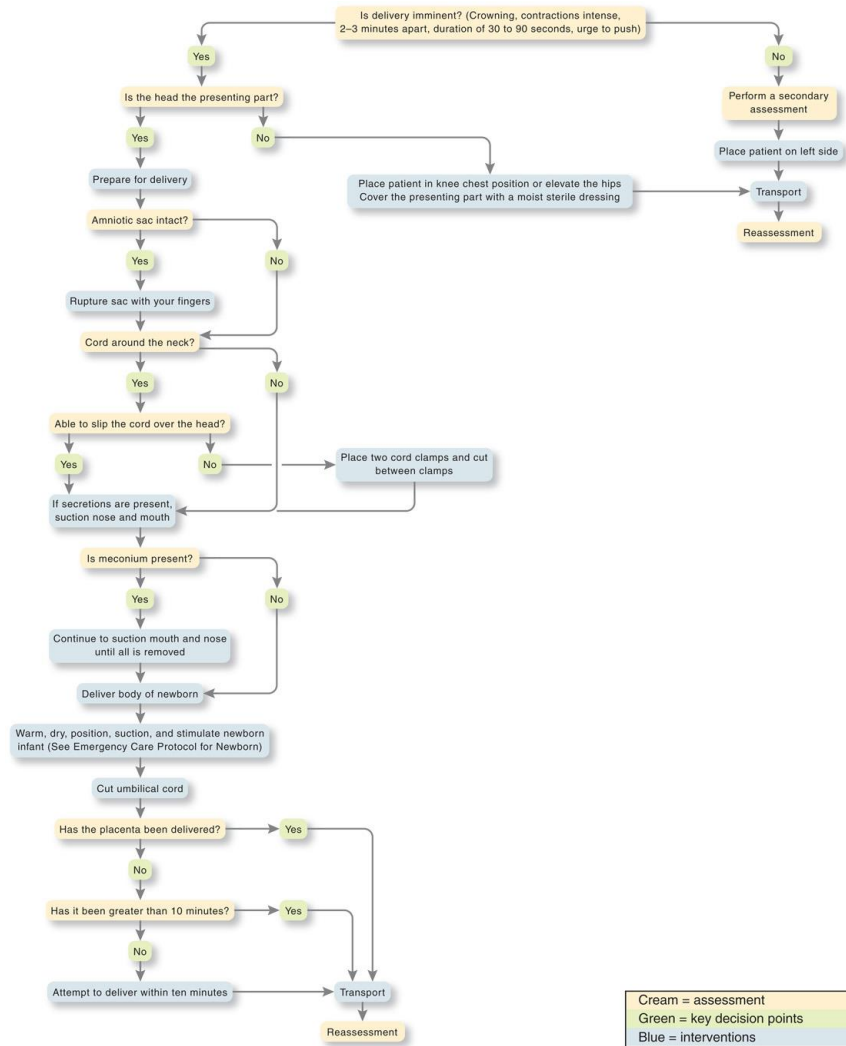 Is delivery imminent? (Crowning, contractions intense,
2–3 minutes apart, duration of 30 to 90 seconds, urge to push)
Yes
No
Is the head the presenting part?
Perform a secondary
assessment
Yes
No
Place patient on left side
Prepare for delivery
Place patient in knee chest position or elevate the hips
Cover the presenting part with a moist sterile dressing
Transport
Amniotic sac intact?
Reassessment
Yes
No
Rupture sac with your fingers
Cord around the neck?
Yes
No
Able to slip the cord over the head?
Yes
No
Place two cord clamps and cut
between clamps
If secretions are present,
suction nose and mouth
Is meconium present?
Yes
No
Continue to suction mouth and nose
until all is removed
Deliver body of newborn
Warm, dry, position, suction, and stimulate newborn
infant (See Emergency Care Protocol for Newborn)
Cut umbilical cord
Has the placenta been delivered?
Yes
No
Has it been greater than 10 minutes?
Yes
No
Attempt to deliver within ten minutes
Transport
Reassessment
Cream = assessment
Green = key decision points
Blue = interventions